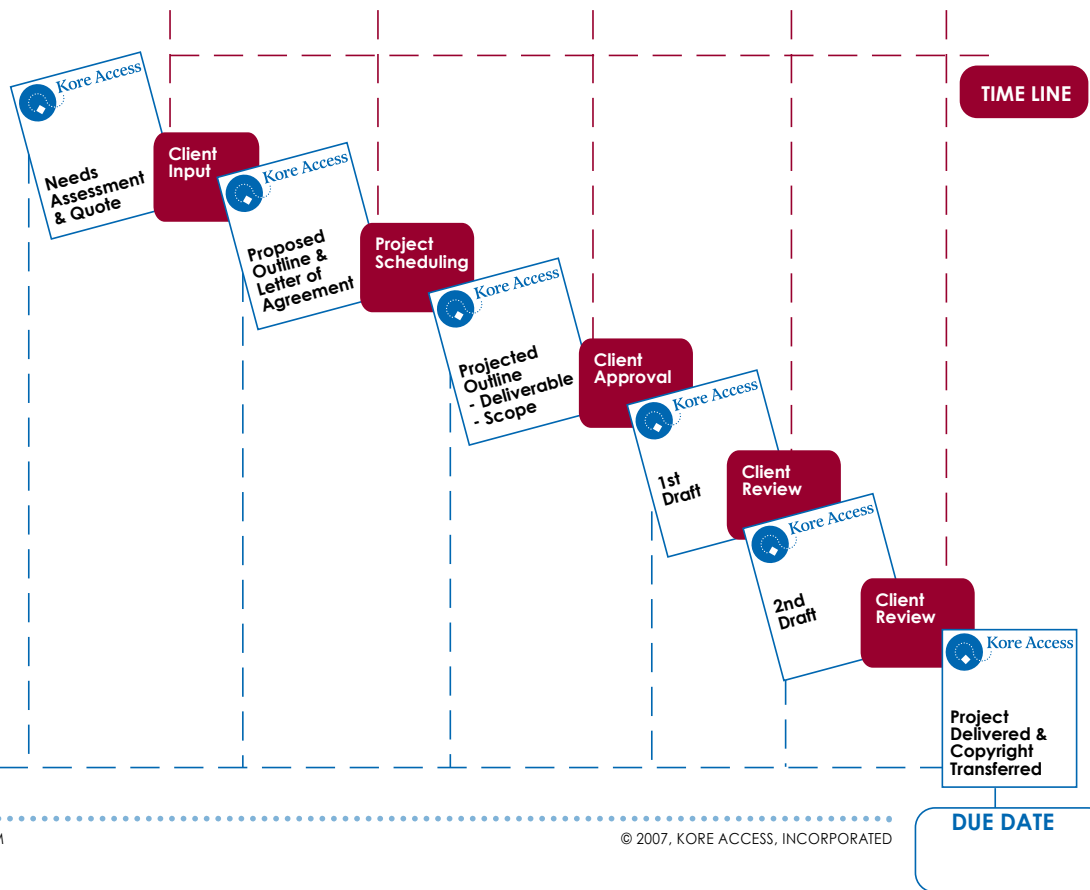 TIME LINE
Kore Access
Needs
Assessment
& Quote
Client
Input
Kore Access
Proposed
Outline &
Letter of
Agreement
Project
Scheduling
Kore Access
Projected
Outline
- Deliverable
- Scope
Client
Approval
Kore Access
1st
Draft
Client
Review
Kore Access
2nd
Draft
Client
Review
Kore Access
Project
Delivered &
Copyright
Transferred
DUE DATE
M
© 2007, KORE ACCESS, INCORPORATED